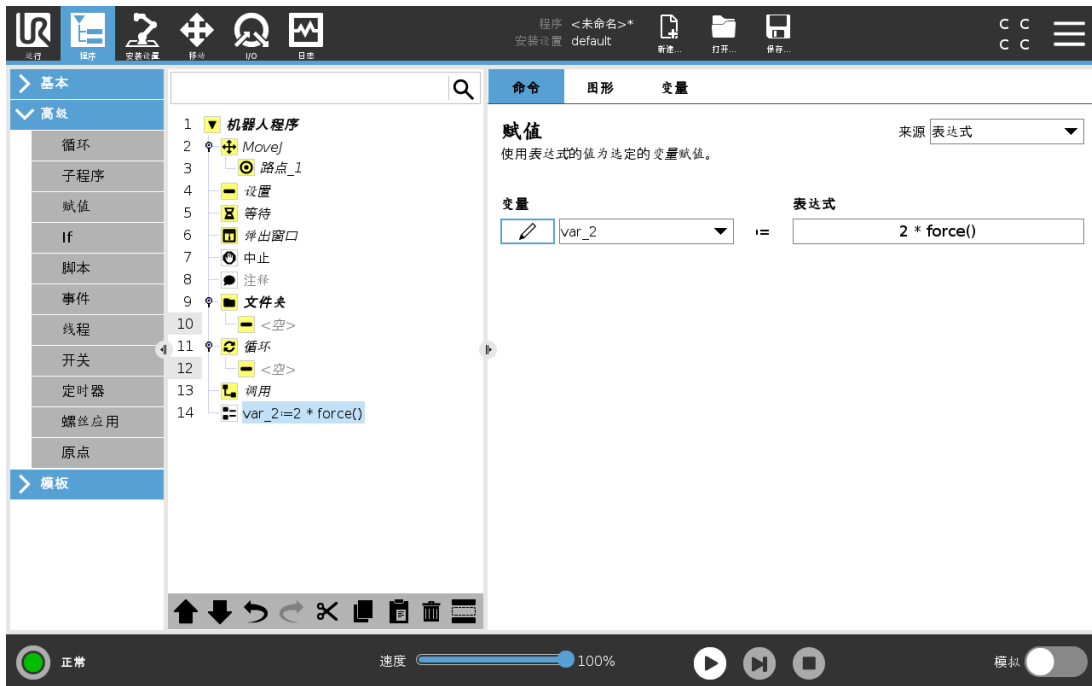 UR
运行
程序
安装设置
移动
I/O
日志
程序 <未命名>*
安装设置 default
新建...
打开...
保存...
C C
C C
基本
高级
循环
子程序
赋值
If
脚本
事件
线程
开关
定时器
螺丝应用
原点
模板
1 机器人程序
2 MoveJ
3 路点_1
4 设置
5 等待
6 弹出窗口
7 中止
8 注释
9 文件夹
10 <空>
11 循环
12 <空>
13 调用
14 var_2:=2 * force()
命令 图形 变量
赋值
来源 表达式
使用表达式的值为选定的变量赋值。
变量 表达式
var_2 := 2 * force()
正常
速度 100%
模拟